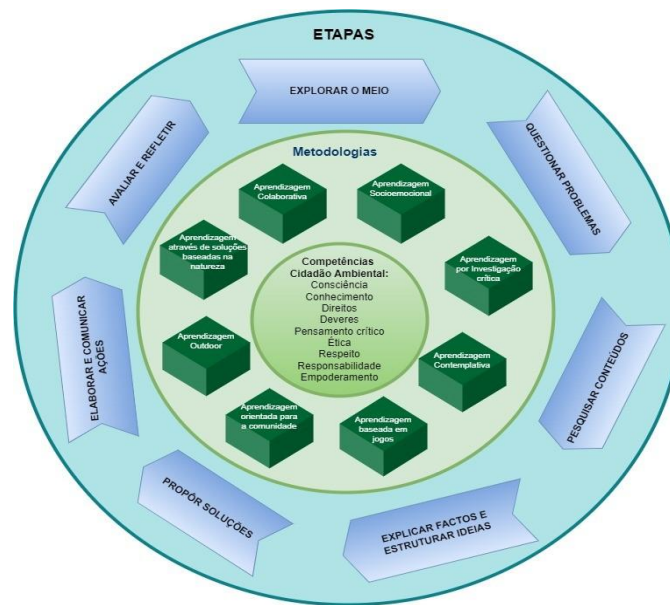 ETAPAS
EXPLORAR O MEIO
QUESTIONAR PROBLEMAS
PESQUISAR CONTEÚDOS
EXPLICAR FACTOS E
ESTRUTURAR IDEIAS
PROPÔR SOLUÇÕES
ELABORAR E COMUNICAR
AÇÕES
AVALIAR E REFLETIR
Metodologias
Aprendizagem
Colaborativa
Aprendizagem
Socioemocional
Aprendizagem
por Investigação
crítica
Aprendizagem
Contemplativa
Aprendizagem
baseada em
jogos
Aprendizagem
orientada para
a comunidade
Aprendizagem
Outdoor
Aprendizagem
através de soluções
baseadas na
natureza
Competências
Cidadão Ambiental:
Consciência
Conhecimento
Direitos
Deveres
Pensamento crítico
Ética
Respeito
Responsabilidade
Empoderamento